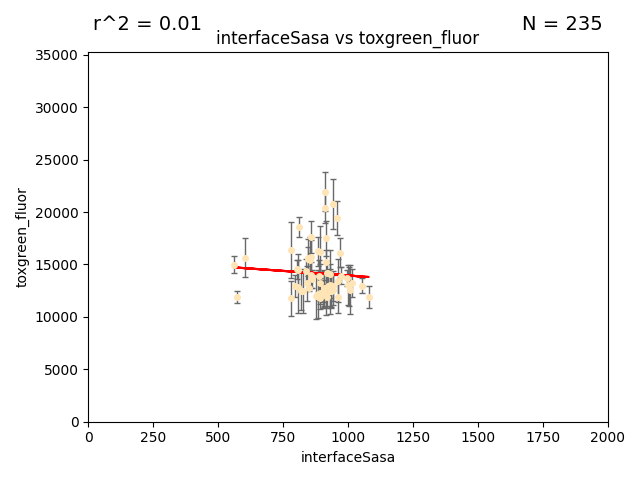 r^2 = 0.01
N = 235
interfaceSasa vs toxgreen_fluor
35000
30000
25000
20000
15000
10000
5000
0
toxgreen_fluor
0 250 500 750 1000 1250 1500 1750 2000
interfaceSasa